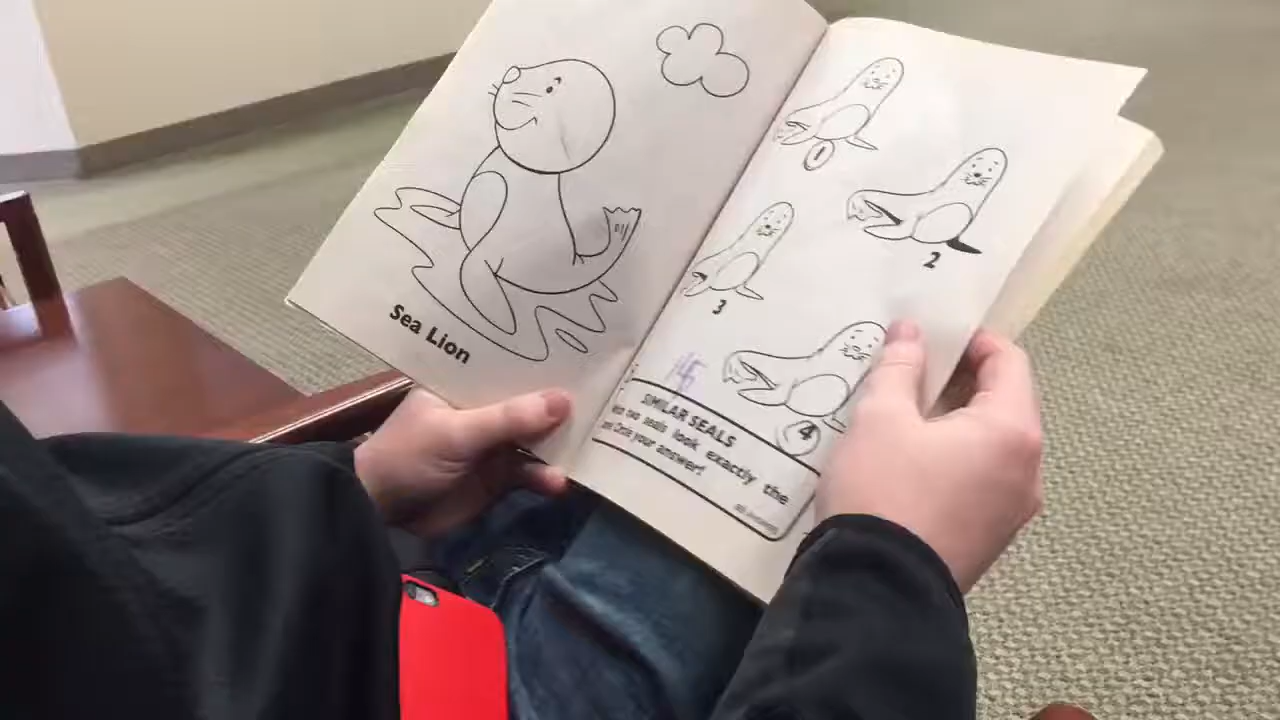 Sea Lion
1
2
3
4
SIMILAR SEALS
two seals look exactly the
Circle your answer!